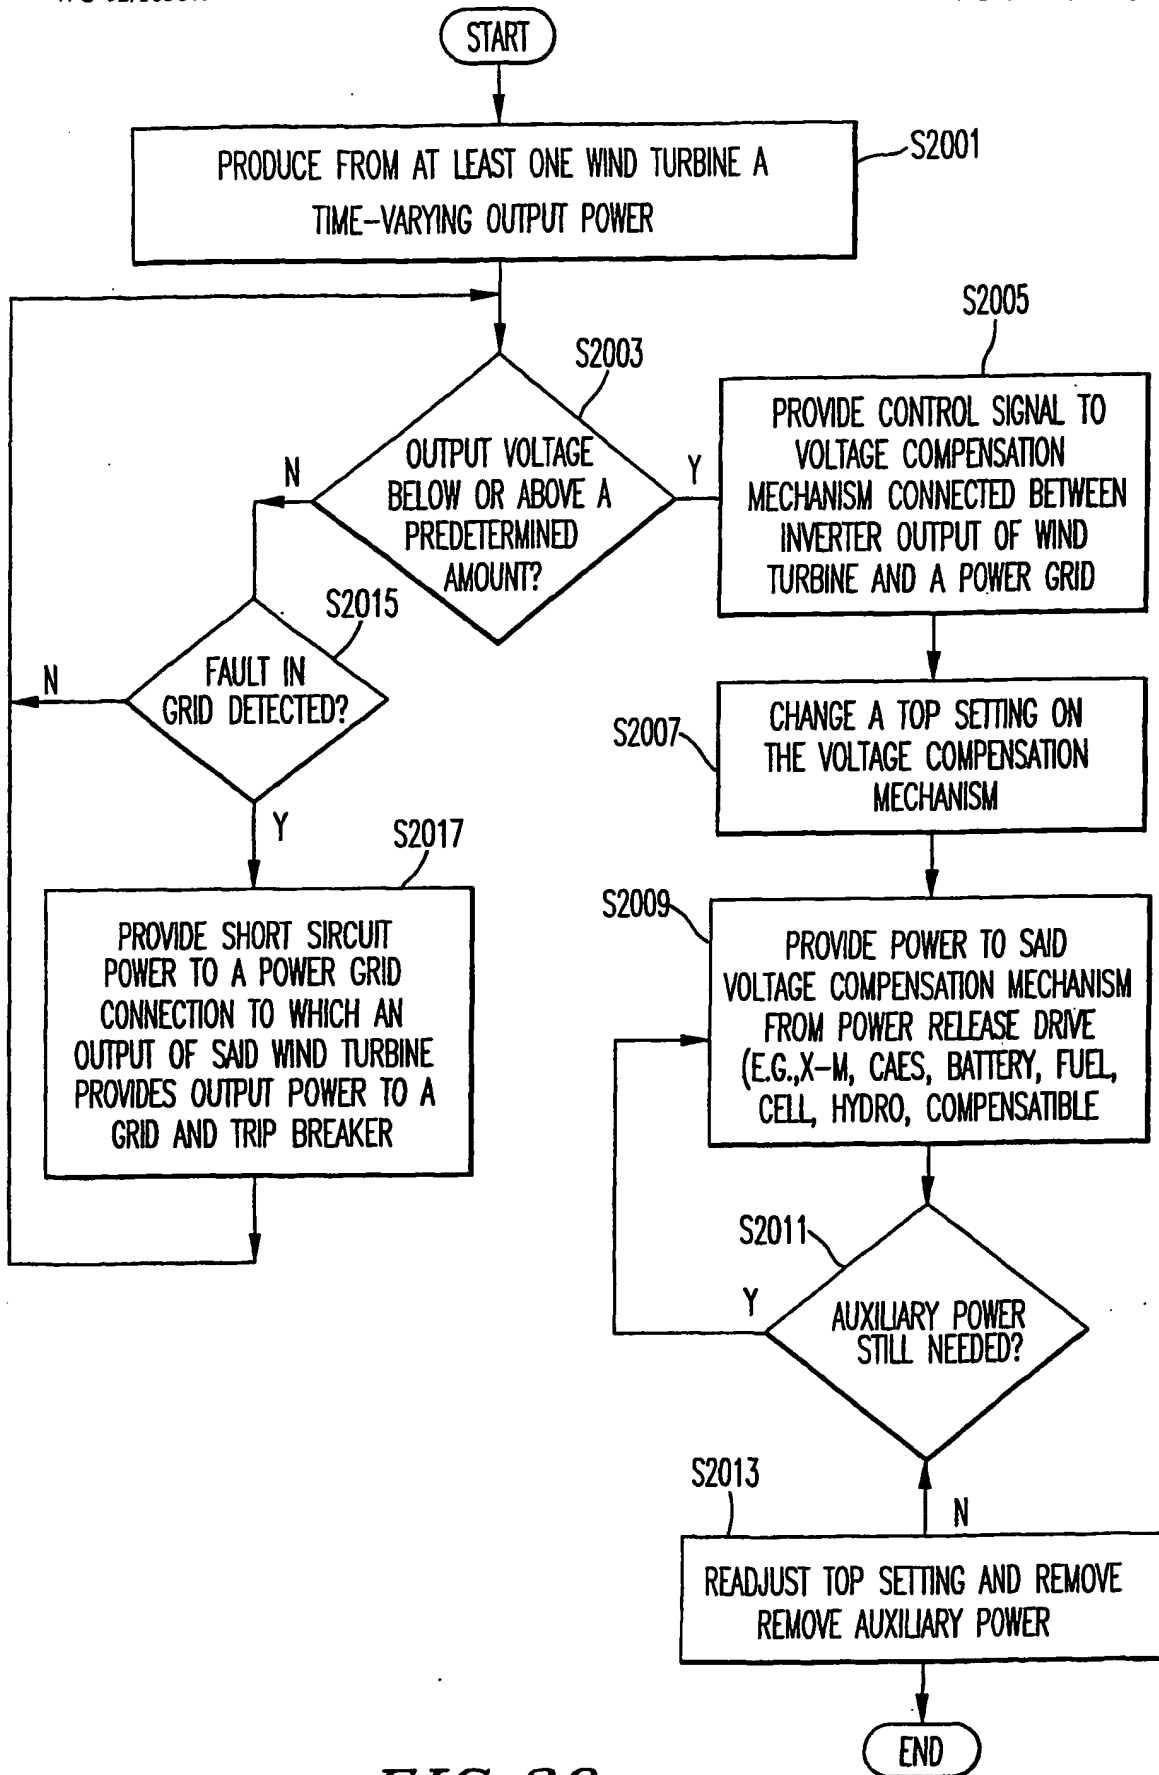 START
PRODUCE FROM AT LEAST ONE WIND TURBINE A
TIME-VARYING OUTPUT POWER
S2001
S2003
OUTPUT VOLTAGE
BELOW OR ABOVE A
PREDETERMINED
AMOUNT?
N
Y
S2005
PROVIDE CONTROL SIGNAL TO
VOLTAGE COMPENSATION
MECHANISM CONNECTED BETWEEN
INVERTER OUTPUT OF WIND
TURBINE AND A POWER GRID
S2015
FAULT IN
GRID DETECTED?
N
Y
S2007
CHANGE A TOP SETTING ON
THE VOLTAGE COMPENSATION
MECHANISM
S2017
PROVIDE SHORT SIRCUIT
POWER TO A POWER GRID
CONNECTION TO WHICH AN
OUTPUT OF SAID WIND TURBINE
PROVIDES OUTPUT POWER TO A
GRID AND TRIP BREAKER
S2009
PROVIDE POWER TO SAID
VOLTAGE COMPENSATION MECHANISM
FROM POWER RELEASE DRIVE
(E.G.,X-M, CAES, BATTERY, FUEL,
CELL, HYDRO, COMPENSATIBLE
S2011
AUXILIARY POWER
STILL NEEDED?
Y
N
S2013
READJUST TOP SETTING AND REMOVE
REMOVE AUXILIARY POWER
END